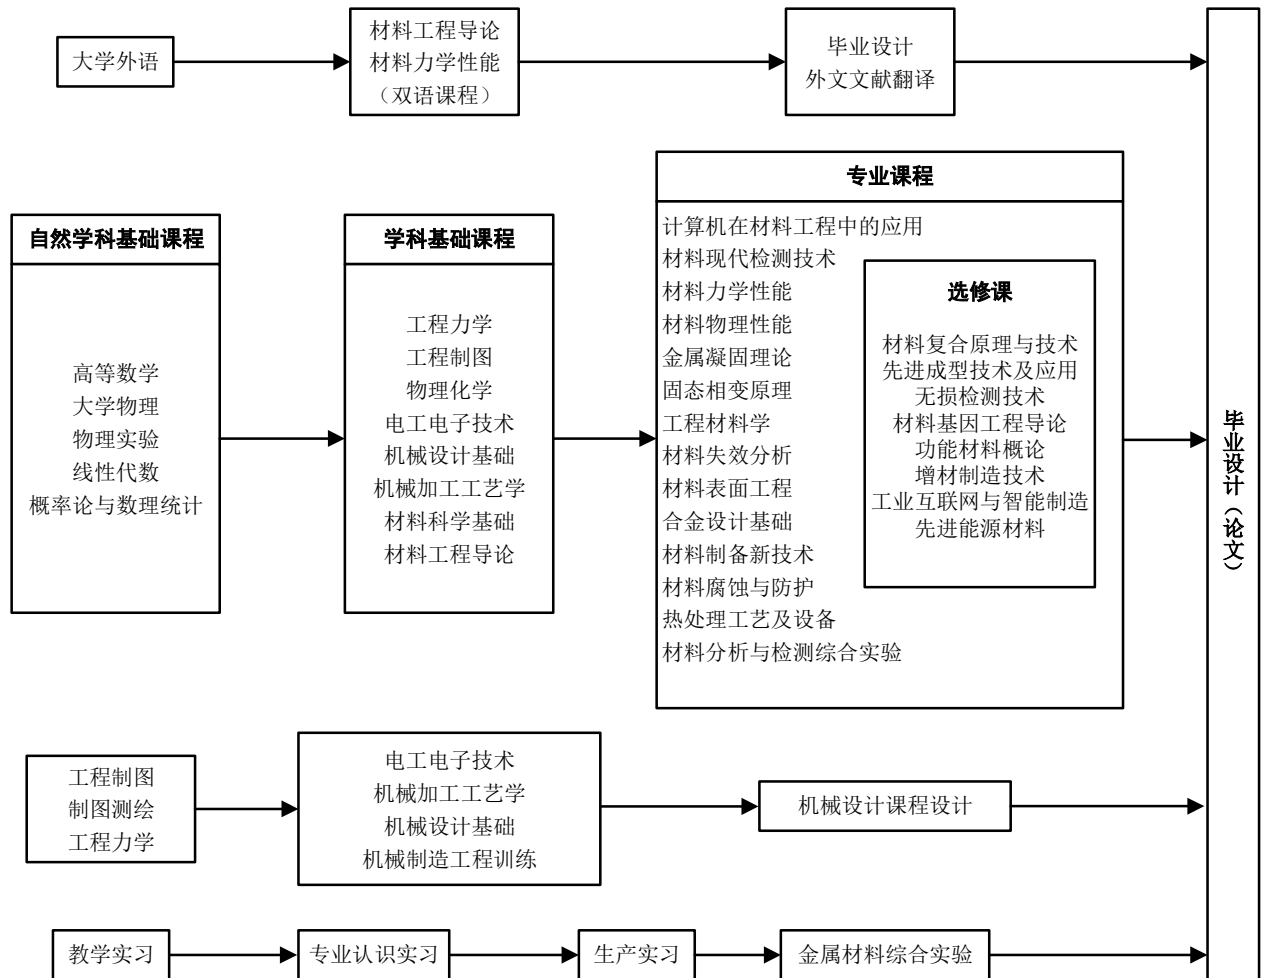 大学外语
材料工程导论
材料力学性能
（双语课程）
毕业设计
外文文献翻译
自然学科基础课程
高等数学
大学物理
物理实验
线性代数
概率论与数理统计
学科基础课程
工程力学
工程制图
物理化学
电工电子技术
机械设计基础
机械加工工艺学
材料科学基础
材料工程导论
专业课程
计算机在材料工程中的应用
材料现代检测技术
材料力学性能
材料物理性能
金属凝固理论
固态相变原理
工程材料学
材料失效分析
材料表面工程
合金设计基础
材料制备新技术
材料腐蚀与防护
热处理工艺及设备
材料分析与检测综合实验
选修课
材料复合原理与技术
先进成型技术及应用
无损检测技术
材料基因工程导论
功能材料概论
增材制造技术
工业互联网与智能制造
先进能源材料
工程制图
制图测绘
工程力学
电工电子技术
机械加工工艺学
机械设计基础
机械制造工程训练
机械设计课程设计
教学实习
专业认识实习
生产实习
金属材料综合实验
毕业设计（论文）